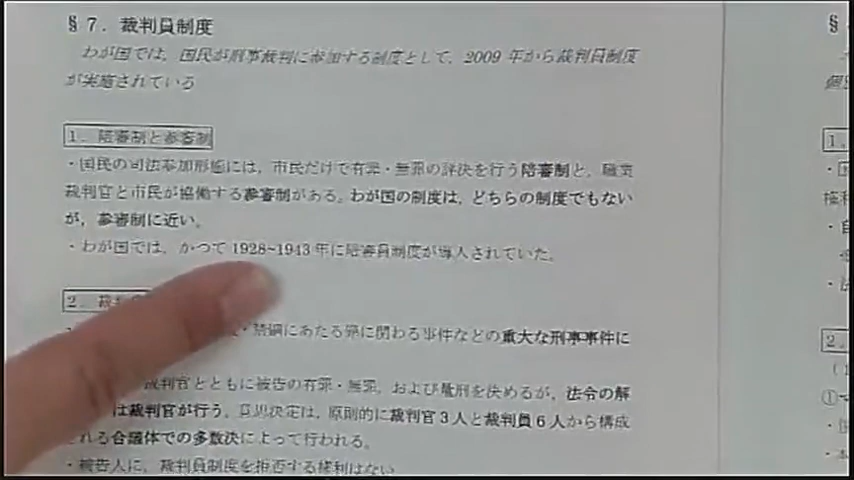 §7．裁判員制度
わが国では，国民が刑事裁判に参加する制度として，2009 年から裁判員制度
が実施されている
1．陪審制と参審制
・国民の司法参加形態には，市民だけで有罪・無罪の評決を行う陪審制と，職業
裁判官と市民が協働する参審制がある。わが国の制度は，どちらの制度でもない
が，参審制に近い。
・わが国では，かつて 1928~1943 年に陪審員制度が導入されていた。
2．裁
・禁錮にあたる罪に関わる事件などの重大な刑事事件に
裁判官とともに被告の有罪・無罪，および量刑を決めるが，法令の解
は裁判官が行う。評決は，原則的に裁判官3人と裁判員6人から構成
される合議体での多数決によって行われる。
・被告人に，裁判員制度を拒否する権利はない
§
個
1．
・国
権利
・自
・法
2．
（1
①
・国
・本